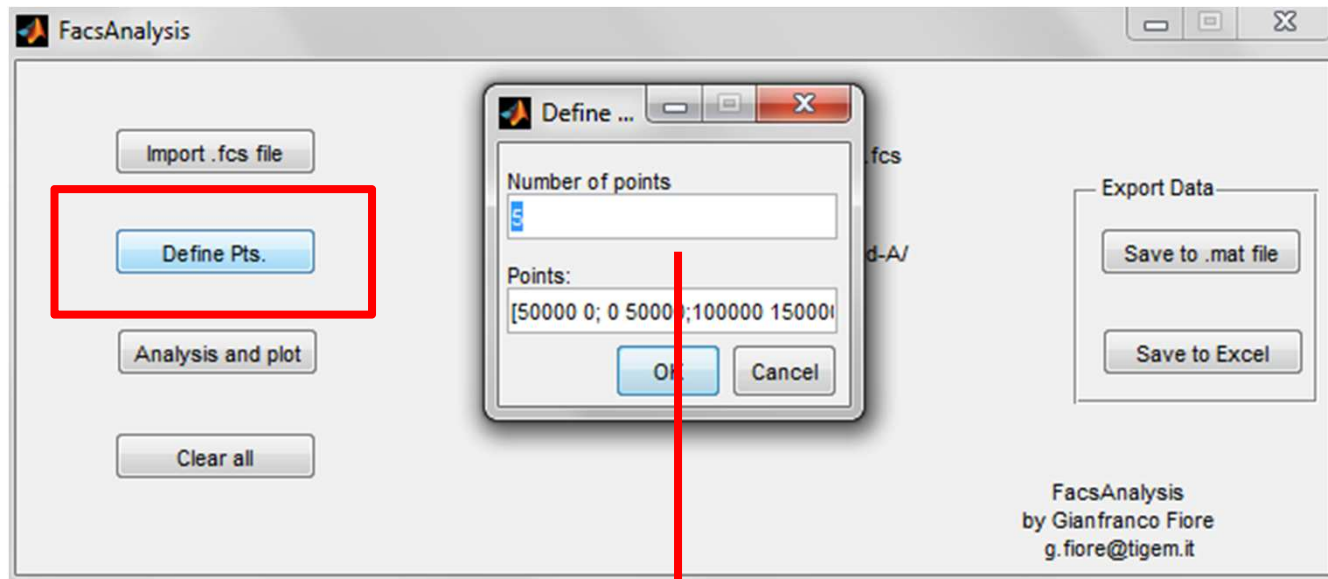 FacsAnalysis
Import .fcs file
Define Pts.
Analysis and plot
Clear all
Define ...
Number of points
5
Points:
[50000 0; 0 50000;100000 15000
OK
Cancel
.fcs
d-A/
Export Data
Save to .mat file
Save to Excel
FacsAnalysis
by Gianfranco Fiore
g.fiore@tigem.it